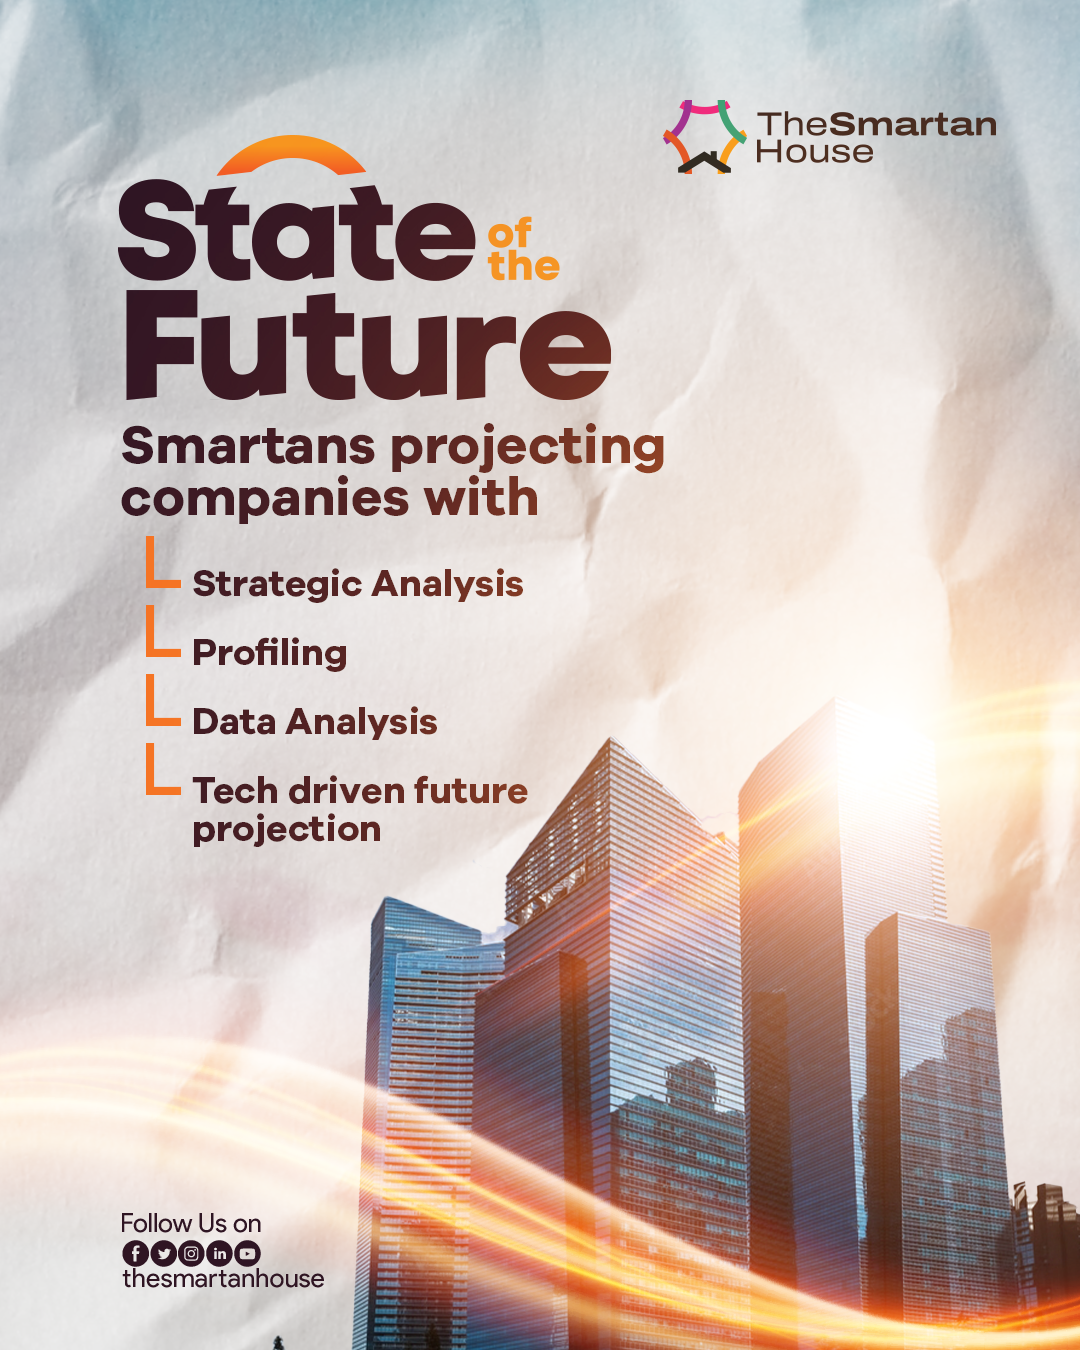 TheSmartan
House
State of the
Future
Smartans projecting
companies with
Strategic Analysis
Profiling
Data Analysis
Tech driven future
projection
Follow Us on
thesmartanhouse